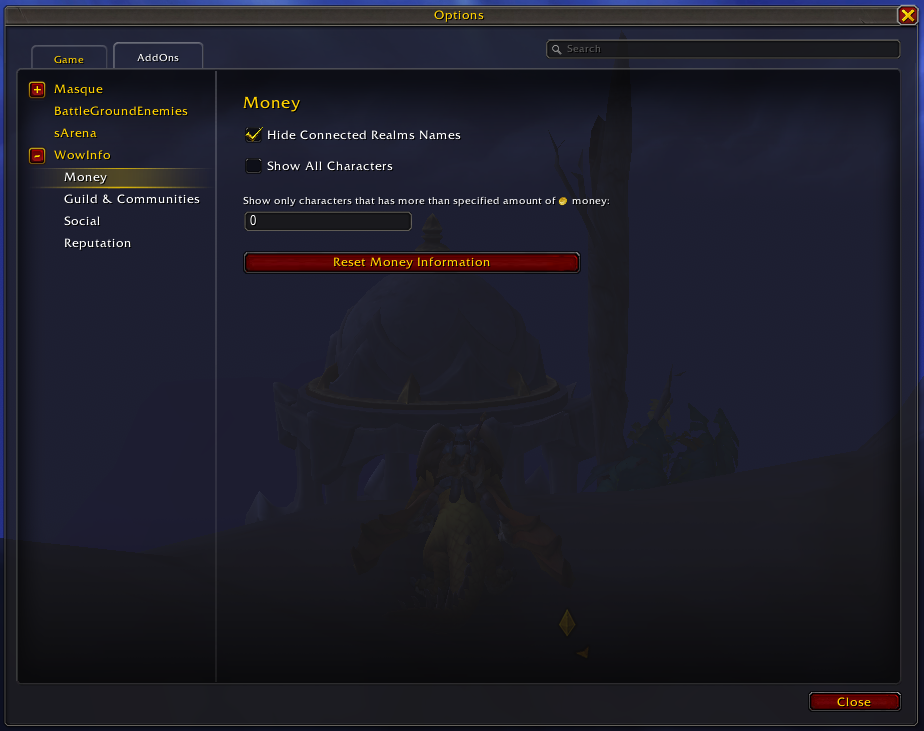 Options
Game
AddOns
Search
Masque
BattleGroundEnemies
sArena
WowInfo
Money
Guild & Communities
Social
Reputation
Money
Hide Connected Realms Names
Show All Characters
Show only characters that has more than specified amount of money:
0
Reset Money Information
Close